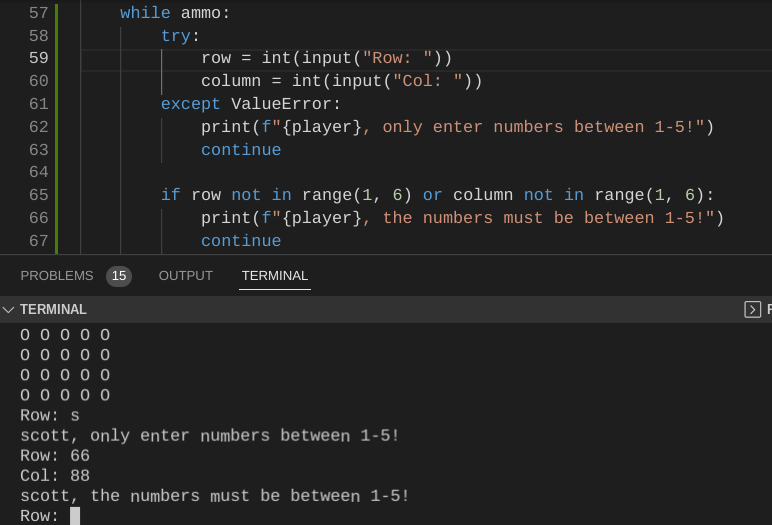 57 while ammo:
58 try:
59 row = int(input("Row: "))
60 column = int(input("Col: "))
61 except ValueError:
62 print(f"{player}, only enter numbers between 1-5!")
63 continue
64
65 if row not in range(1, 6) or column not in range(1, 6):
66 print(f"{player}, the numbers must be between 1-5!")
67 continue
PROBLEMS 15 OUTPUT TERMINAL
TERMINAL
O O O O O
O O O O O
O O O O O
O O O O O
Row: s
scott, only enter numbers between 1-5!
Row: 66
Col: 88
scott, the numbers must be between 1-5!
Row: